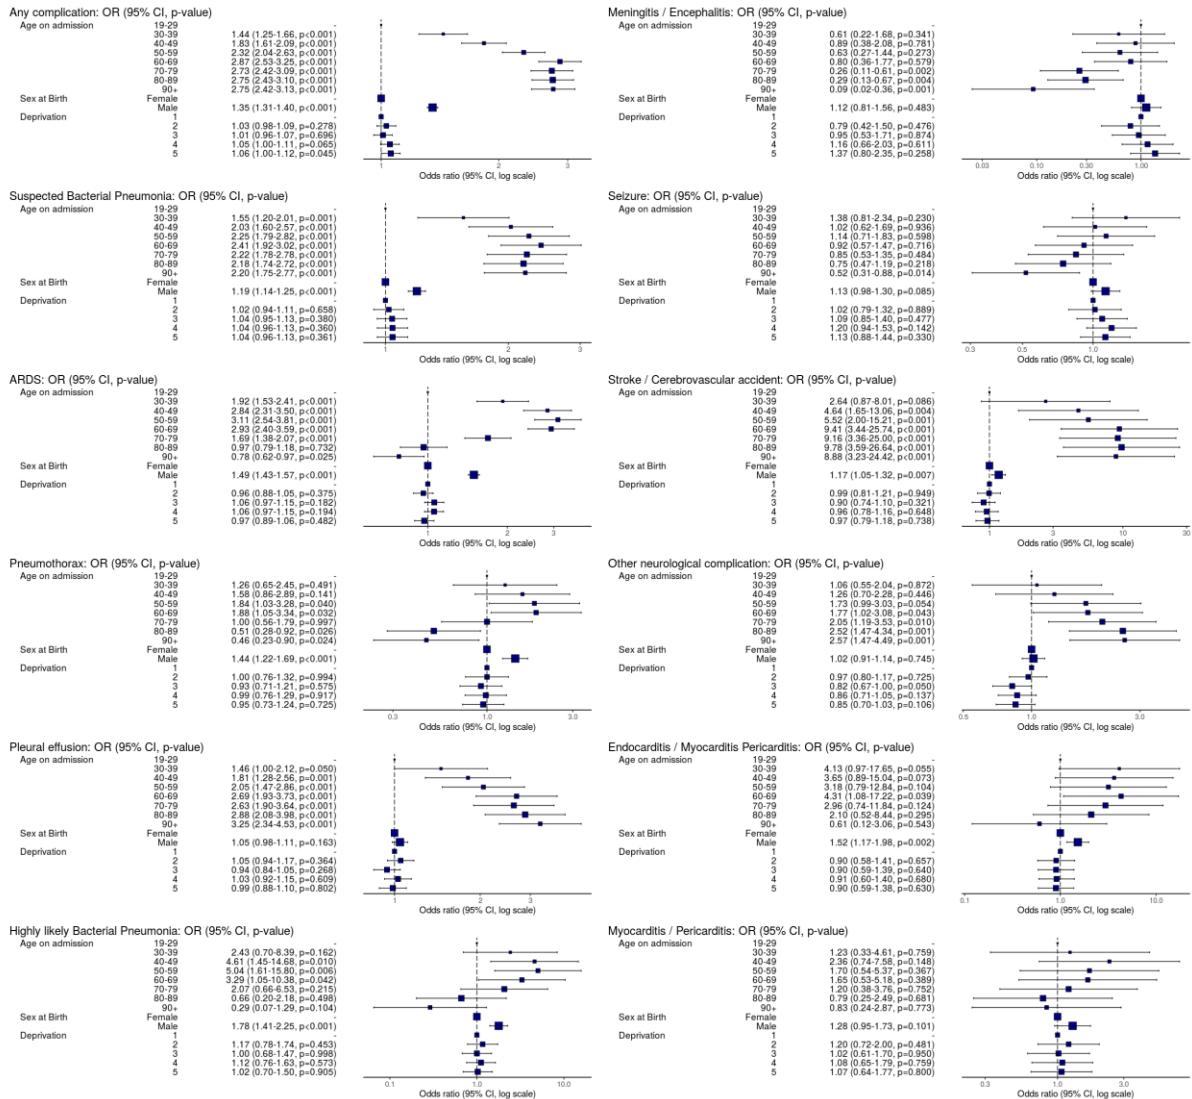 Any complication: OR (95% CI, p-value)
Age on admission 19-29 -
30-39 1.44 (1.25-1.66, p<0.001)
40-49 1.83 (1.61-2.09, p<0.001)
50-59 2.32 (2.04-2.63, p<0.001)
60-69 2.87 (2.53-3.25, p<0.001)
70-79 2.73 (2.42-3.09, p<0.001)
80-89 2.75 (2.43-3.10, p<0.001)
90+ 2.75 (2.42-3.13, p<0.001)
Sex at Birth Female -
Male 1.35 (1.31-1.40, p<0.001)
Deprivation 1 -
2 1.03 (0.98-1.09, p=0.278)
3 1.01 (0.96-1.07, p=0.696)
4 1.05 (1.00-1.11, p=0.065)
5 1.06 (1.00-1.12, p=0.045)
1 2 3
Odds ratio (95% CI, log scale)
Meningitis / Encephalitis: OR (95% CI, p-value)
Age on admission 19-29 -
30-39 0.61 (0.22-1.68, p=0.341)
40-49 0.89 (0.38-2.08, p=0.781)
50-59 0.63 (0.27-1.44, p=0.273)
60-69 0.80 (0.36-1.77, p=0.579)
70-79 0.26 (0.11-0.61, p=0.002)
80-89 0.29 (0.13-0.67, p=0.004)
90+ 0.09 (0.02-0.36, p=0.001)
Sex at Birth Female -
Male 1.12 (0.81-1.56, p=0.483)
Deprivation 1 -
2 0.79 (0.42-1.50, p=0.476)
3 0.95 (0.53-1.71, p=0.874)
4 1.16 (0.66-2.03, p=0.611)
5 1.37 (0.80-2.35, p=0.258)
0.03 0.10 0.30 1.00
Odds ratio (95% CI, log scale)
Suspected Bacterial Pneumonia: OR (95% CI, p-value)
Age on admission 19-29 -
30-39 1.55 (1.20-2.01, p=0.001)
40-49 2.03 (1.60-2.57, p<0.001)
50-59 2.25 (1.79-2.82, p<0.001)
60-69 2.41 (1.92-3.02, p<0.001)
70-79 2.22 (1.78-2.78, p<0.001)
80-89 2.18 (1.74-2.72, p<0.001)
90+ 2.20 (1.75-2.77, p<0.001)
Sex at Birth Female -
Male 1.19 (1.14-1.25, p<0.001)
Deprivation 1 -
2 1.02 (0.94-1.11, p=0.658)
3 1.04 (0.95-1.13, p=0.380)
4 1.04 (0.96-1.13, p=0.360)
5 1.04 (0.96-1.13, p=0.361)
1 2 3
Odds ratio (95% CI, log scale)
Seizure: OR (95% CI, p-value)
Age on admission 19-29 -
30-39 1.38 (0.81-2.34, p=0.230)
40-49 1.02 (0.62-1.69, p=0.936)
50-59 1.14 (0.71-1.83, p=0.598)
60-69 0.92 (0.57-1.47, p=0.716)
70-79 0.85 (0.53-1.35, p=0.484)
80-89 0.75 (0.47-1.19, p=0.218)
90+ 0.52 (0.31-0.88, p=0.014)
Sex at Birth Female -
Male 1.13 (0.98-1.30, p=0.085)
Deprivation 1 -
2 1.02 (0.79-1.32, p=0.889)
3 1.09 (0.85-1.40, p=0.477)
4 1.20 (0.94-1.53, p=0.142)
5 1.13 (0.88-1.44, p=0.330)
0.3 0.5 1.0
Odds ratio (95% CI, log scale)
ARDS: OR (95% CI, p-value)
Age on admission 19-29 -
30-39 1.92 (1.53-2.41, p<0.001)
40-49 2.84 (2.31-3.50, p<0.001)
50-59 3.11 (2.54-3.81, p<0.001)
60-69 2.93 (2.40-3.59, p<0.001)
70-79 1.69 (1.38-2.07, p<0.001)
80-89 0.97 (0.79-1.18, p=0.732)
90+ 0.78 (0.62-0.97, p=0.025)
Sex at Birth Female -
Male 1.49 (1.43-1.57, p<0.001)
Deprivation 1 -
2 0.96 (0.88-1.05, p=0.375)
3 1.06 (0.97-1.15, p=0.182)
4 1.06 (0.97-1.15, p=0.194)
5 0.97 (0.89-1.06, p=0.482)
1 2 3
Odds ratio (95% CI, log scale)
Stroke / Cerebrovascular accident: OR (95% CI, p-value)
Age on admission 19-29 -
30-39 2.64 (0.87-8.01, p=0.086)
40-49 4.64 (1.65-13.06, p=0.004)
50-59 5.52 (2.00-15.21, p=0.001)
60-69 9.41 (3.44-25.74, p<0.001)
70-79 9.16 (3.36-25.00, p<0.001)
80-89 9.78 (3.59-26.64, p<0.001)
90+ 8.88 (3.23-24.42, p<0.001)
Sex at Birth Female -
Male 1.17 (1.05-1.32, p=0.007)
Deprivation 1 -
2 0.99 (0.81-1.21, p=0.949)
3 0.90 (0.74-1.10, p=0.321)
4 0.96 (0.78-1.16, p=0.648)
5 0.97 (0.79-1.18, p=0.738)
1 3 10 30
Odds ratio (95% CI, log scale)
Pneumothorax: OR (95% CI, p-value)
Age on admission 19-29 -
30-39 1.26 (0.65-2.45, p=0.491)
40-49 1.58 (0.86-2.89, p=0.141)
50-59 1.84 (1.03-3.28, p=0.040)
60-69 1.88 (1.05-3.34, p=0.032)
70-79 1.00 (0.56-1.79, p=0.997)
80-89 0.51 (0.28-0.92, p=0.026)
90+ 0.46 (0.23-0.90, p=0.024)
Sex at Birth Female -
Male 1.44 (1.22-1.69, p<0.001)
Deprivation 1 -
2 1.00 (0.76-1.32, p=0.994)
3 0.93 (0.71-1.21, p=0.575)
4 0.99 (0.76-1.29, p=0.917)
5 0.95 (0.73-1.24, p=0.725)
0.3 1.0 3.0
Odds ratio (95% CI, log scale)
Other neurological complication: OR (95% CI, p-value)
Age on admission 19-29 -
30-39 1.06 (0.55-2.04, p=0.872)
40-49 1.26 (0.70-2.28, p=0.446)
50-59 1.73 (0.99-3.03, p=0.054)
60-69 1.77 (1.02-3.08, p=0.043)
70-79 2.05 (1.19-3.53, p=0.010)
80-89 2.52 (1.47-4.34, p=0.001)
90+ 2.57 (1.47-4.49, p=0.001)
Sex at Birth Female -
Male 1.02 (0.91-1.14, p=0.745)
Deprivation 1 -
2 0.97 (0.80-1.17, p=0.725)
3 0.82 (0.67-1.00, p=0.050)
4 0.86 (0.71-1.05, p=0.137)
5 0.85 (0.70-1.03, p=0.106)
0.5 1.0 3.0
Odds ratio (95% CI, log scale)
Pleural effusion: OR (95% CI, p-value)
Age on admission 19-29 -
30-39 1.46 (1.00-2.12, p=0.050)
40-49 1.81 (1.28-2.56, p=0.001)
50-59 2.05 (1.47-2.86, p<0.001)
60-69 2.69 (1.93-3.73, p<0.001)
70-79 2.63 (1.90-3.64, p<0.001)
80-89 2.88 (2.08-3.98, p<0.001)
90+ 3.25 (2.34-4.53, p<0.001)
Sex at Birth Female -
Male 1.05 (0.98-1.11, p=0.163)
Deprivation 1 -
2 1.05 (0.94-1.17, p=0.364)
3 0.94 (0.84-1.05, p=0.268)
4 1.03 (0.92-1.15, p=0.609)
5 0.99 (0.88-1.10, p=0.802)
1 2 3
Odds ratio (95% CI, log scale)
Endocarditis / Myocarditis Pericarditis: OR (95% CI, p-value)
Age on admission 19-29 -
30-39 4.13 (0.97-17.65, p=0.055)
40-49 3.65 (0.89-15.04, p=0.073)
50-59 3.18 (0.79-12.84, p=0.104)
60-69 4.31 (1.08-17.22, p=0.039)
70-79 2.96 (0.74-11.84, p=0.124)
80-89 2.10 (0.52-8.44, p=0.295)
90+ 0.61 (0.12-3.06, p=0.543)
Sex at Birth Female -
Male 1.52 (1.17-1.98, p=0.002)
Deprivation 1 -
2 0.90 (0.58-1.41, p=0.657)
3 0.90 (0.59-1.39, p=0.640)
4 0.91 (0.60-1.40, p=0.680)
5 0.90 (0.59-1.38, p=0.630)
0.1 1.0 10.0
Odds ratio (95% CI, log scale)
Highly likely Bacterial Pneumonia: OR (95% CI, p-value)
Age on admission 19-29 -
30-39 2.43 (0.70-8.39, p=0.162)
40-49 4.61 (1.45-14.68, p=0.010)
50-59 5.04 (1.61-15.80, p=0.006)
60-69 3.29 (1.05-10.38, p=0.042)
70-79 2.07 (0.66-6.53, p=0.215)
80-89 0.66 (0.20-2.18, p=0.498)
90+ 0.29 (0.07-1.29, p=0.104)
Sex at Birth Female -
Male 1.78 (1.41-2.25, p<0.001)
Deprivation 1 -
2 1.17 (0.78-1.74, p=0.453)
3 1.00 (0.68-1.47, p=0.998)
4 1.12 (0.76-1.63, p=0.573)
5 1.02 (0.70-1.50, p=0.905)
0.1 1.0 10.0
Odds ratio (95% CI, log scale)
Myocarditis / Pericarditis: OR (95% CI, p-value)
Age on admission 19-29 -
30-39 1.23 (0.33-4.61, p=0.759)
40-49 2.36 (0.74-7.58, p=0.148)
50-59 1.70 (0.54-5.37, p=0.367)
60-69 1.65 (0.53-5.18, p=0.389)
70-79 1.20 (0.38-3.76, p=0.752)
80-89 0.79 (0.25-2.49, p=0.681)
90+ 0.83 (0.24-2.87, p=0.773)
Sex at Birth Female -
Male 1.28 (0.95-1.73, p=0.101)
Deprivation 1 -
2 1.20 (0.72-2.00, p=0.481)
3 1.02 (0.61-1.70, p=0.950)
4 1.08 (0.65-1.79, p=0.759)
5 1.07 (0.64-1.77, p=0.800)
0.3 1.0 3.0
Odds ratio (95% CI, log scale)